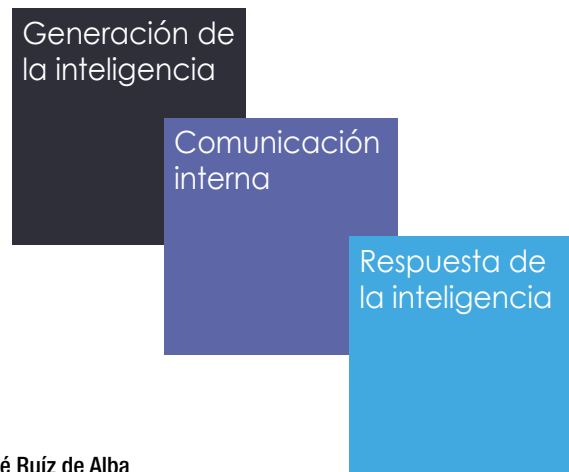 Generación de
la inteligencia
Comunicación
interna
Respuesta de
la inteligencia
é Ruíz de Alba